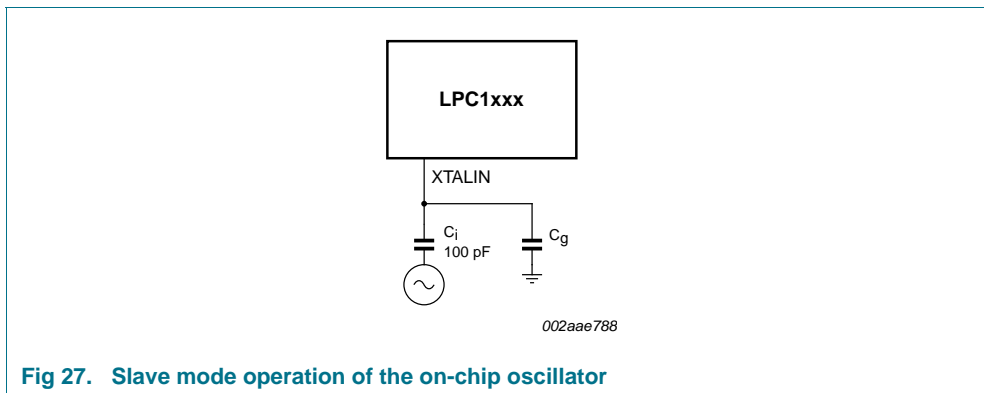 LPC1xxx
XTALIN
Ci
100 pF
Cg
002aae788
Fig 27. Slave mode operation of the on-chip oscillator